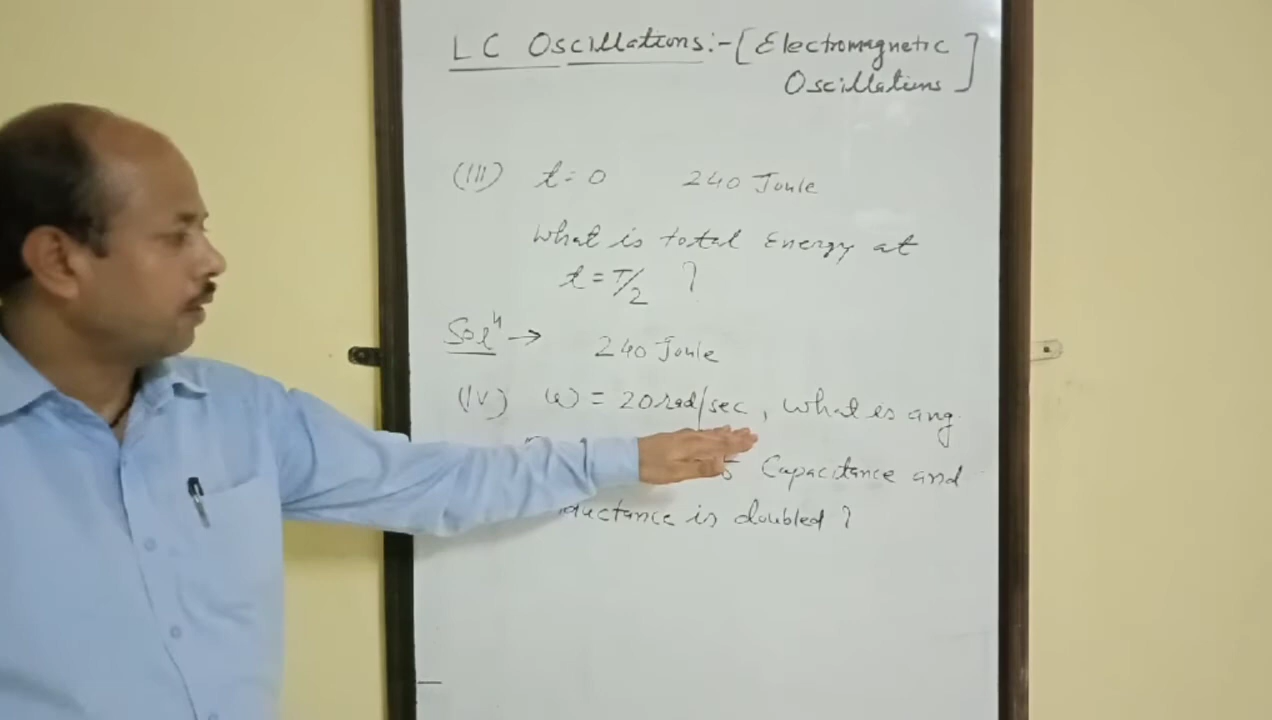 LC Oscillations:-[Electromagnetic
Oscillations]
(III) t=0 240 Joule
What is total Energy at
t=T/2 ?
Solⁿ → 240 Joule
(IV) ω = 20 rad/sec, What is ang.
Capacitance and
is doubled ?